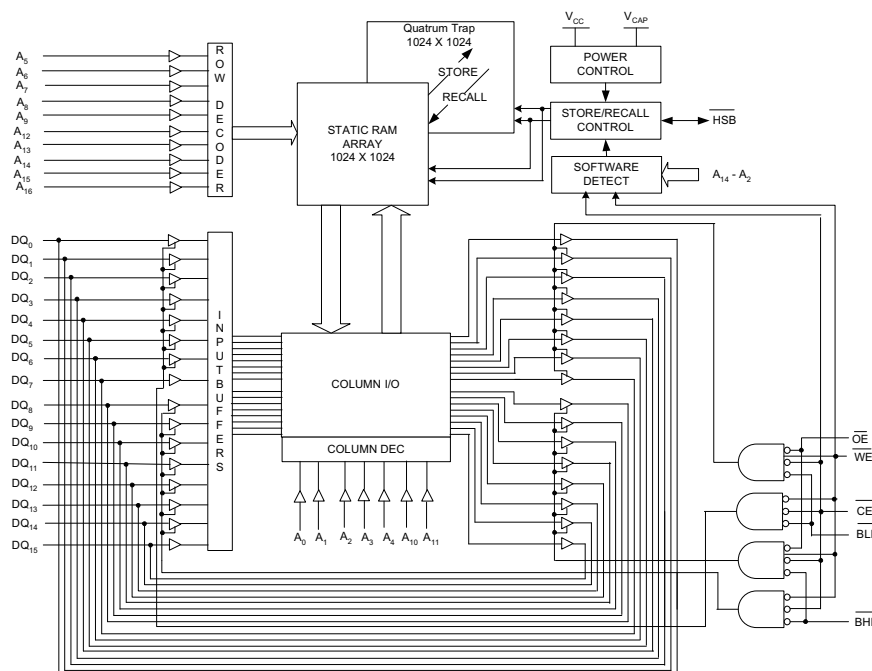 Quatrum Trap
1024 X 1024
STORE
RECALL
STATIC RAM
ARRAY
1024 X 1024
VCC
VCAP
POWER
CONTROL
STORE/RECALL
CONTROL
HSB
SOFTWARE
DETECT
A14 - A2
A5
A6
A7
A8
A9
A12
A13
A14
A15
A16
ROW DECODER
DQ0
DQ1
DQ2
DQ3
DQ4
DQ5
DQ6
DQ7
DQ8
DQ9
DQ10
DQ11
DQ12
DQ13
DQ14
DQ15
INPUTBUFFERS
COLUMN I/O
COLUMN DEC
A0
A1
A2
A3
A4
A10
A11
OE
WE
CE